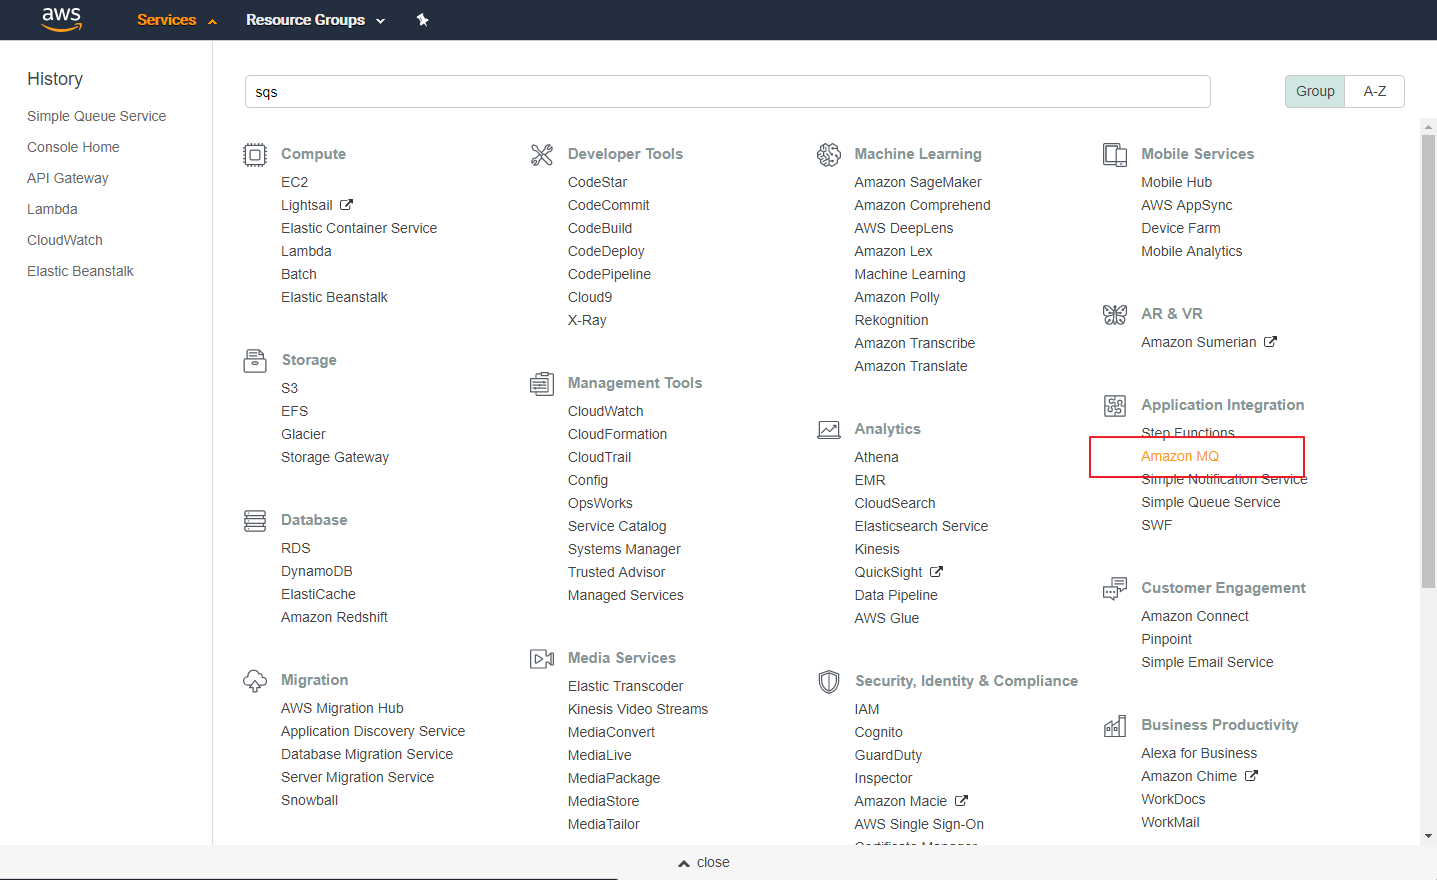 aws
Services
Resource Groups
History
Simple Queue Service
Console Home
API Gateway
Lambda
CloudWatch
Elastic Beanstalk
sqs
Group
A-Z
Compute
EC2
Lightsail
Elastic Container Service
Lambda
Batch
Elastic Beanstalk
Storage
S3
EFS
Glacier
Storage Gateway
Database
RDS
DynamoDB
ElastiCache
Amazon Redshift
Migration
AWS Migration Hub
Application Discovery Service
Database Migration Service
Server Migration Service
Snowball
Developer Tools
CodeStar
CodeCommit
CodeBuild
CodeDeploy
CodePipeline
Cloud9
X-Ray
Management Tools
CloudWatch
CloudFormation
CloudTrail
Config
OpsWorks
Service Catalog
Systems Manager
Trusted Advisor
Managed Services
Media Services
Elastic Transcoder
Kinesis Video Streams
MediaConvert
MediaLive
MediaPackage
MediaStore
MediaTailor
Machine Learning
Amazon SageMaker
Amazon Comprehend
AWS DeepLens
Amazon Lex
Machine Learning
Amazon Polly
Rekognition
Amazon Transcribe
Amazon Translate
Analytics
Athena
EMR
CloudSearch
Elasticsearch Service
Kinesis
QuickSight
Data Pipeline
AWS Glue
Security, Identity & Compliance
IAM
Cognito
GuardDuty
Inspector
Amazon Macie
AWS Single Sign-On
Certificate Manager
Mobile Services
Mobile Hub
AWS AppSync
Device Farm
Mobile Analytics
AR & VR
Amazon Sumerian
Application Integration
Step Functions
Amazon MQ
Simple Notification Service
Simple Queue Service
SWF
Customer Engagement
Amazon Connect
Pinpoint
Simple Email Service
Business Productivity
Alexa for Business
Amazon Chime
WorkDocs
WorkMail
close